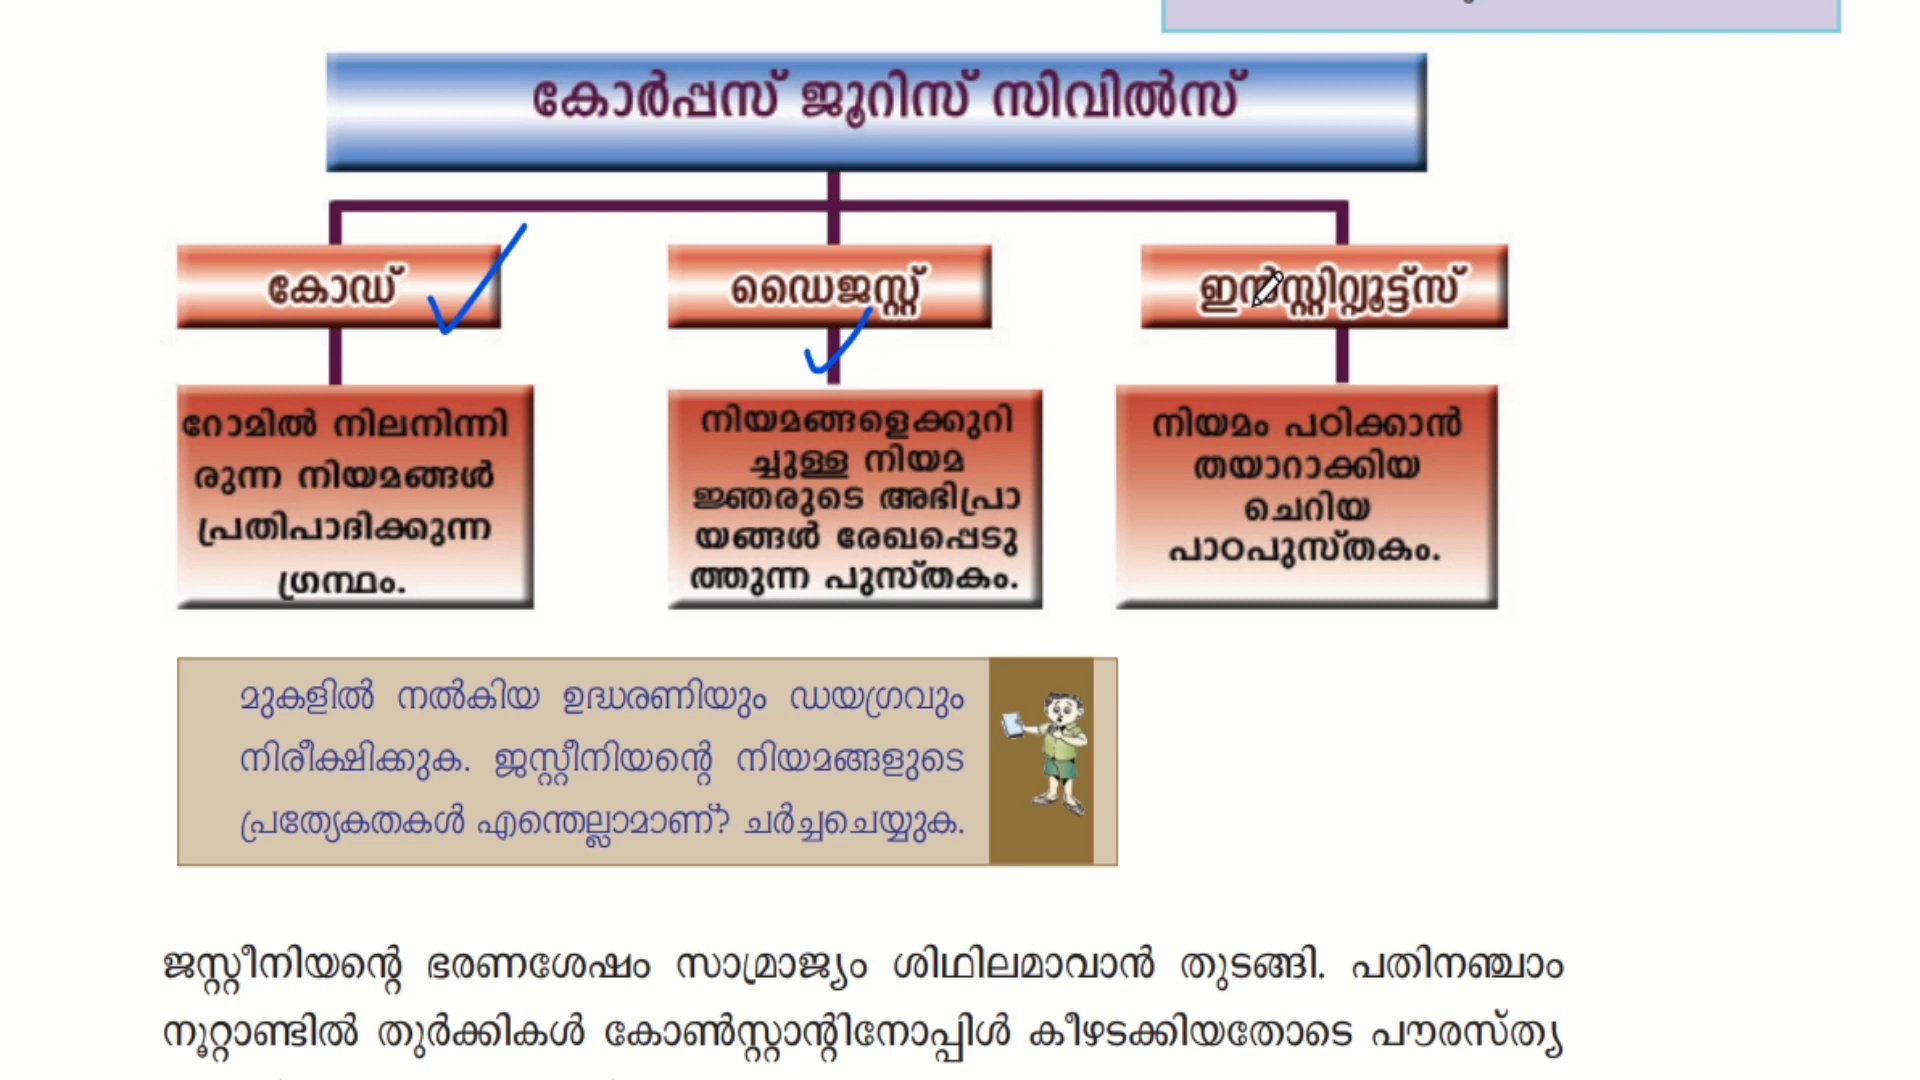 കോർപ്പസ് ജൂറിസ് സിവിൽസ്
കോഡ്
ഡൈജസ്റ്റ്
ഇൻസ്റ്റിറ്റ്യൂട്ട്സ്
റോമിൽ നിലനിന്നി
രുന്ന നിയമങ്ങൾ
പ്രതിപാദിക്കുന്ന
ഗ്രന്ഥം.
നിയമങ്ങളെക്കുറി
ച്ചുള്ള നിയമ
ജ്ഞരുടെ അഭിപ്രാ
യങ്ങൾ രേഖപ്പെടു
ത്തുന്ന പുസ്തകം.
നിയമം പഠിക്കാൻ
തയാറാക്കിയ
ചെറിയ
പാഠപുസ്തകം.
മുകളിൽ നൽകിയ ഉദ്ധരണിയും ഡയഗ്രവും
നിരീക്ഷിക്കുക. ജസ്റ്റീനിയന്റെ നിയമങ്ങളുടെ
പ്രത്യേകതകൾ എന്തെല്ലാമാണ്? ചർച്ചചെയ്യുക.
ജസ്റ്റീനിയന്റെ ഭരണശേഷം സാമ്രാജ്യം ശിഥിലമാവാൻ തുടങ്ങി. പതിനഞ്ചാം
നൂറ്റാണ്ടിൽ തുർക്കികൾ കോൺസ്റ്റാന്റിനോപ്പിൾ കീഴടക്കിയതോടെ പൗരസ്ത്യ